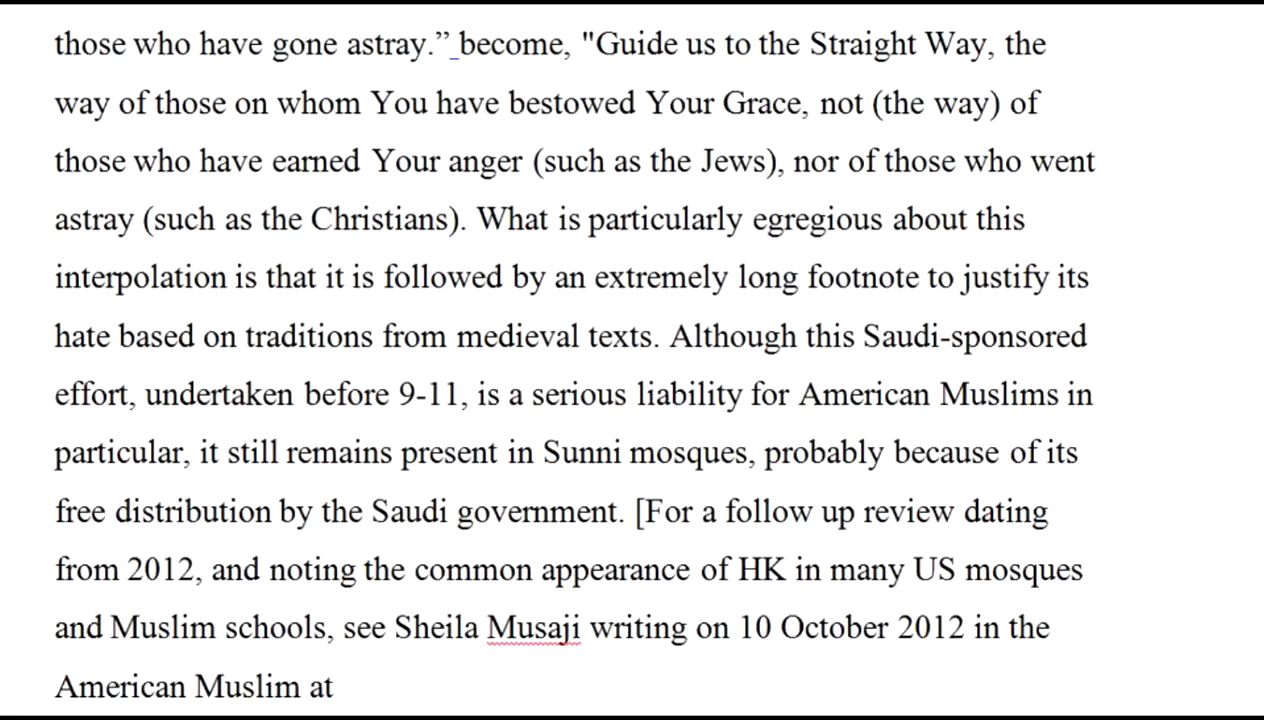 those who have gone astray.” become, "Guide us to the Straight Way, the
way of those on whom You have bestowed Your Grace, not (the way) of
those who have earned Your anger (such as the Jews), nor of those who went
astray (such as the Christians). What is particularly egregious about this
interpolation is that it is followed by an extremely long footnote to justify its
hate based on traditions from medieval texts. Although this Saudi-sponsored
effort, undertaken before 9-11, is a serious liability for American Muslims in
particular, it still remains present in Sunni mosques, probably because of its
free distribution by the Saudi government. [For a follow up review dating
from 2012, and noting the common appearance of HK in many US mosques
and Muslim schools, see Sheila Musaji writing on 10 October 2012 in the
American Muslim at